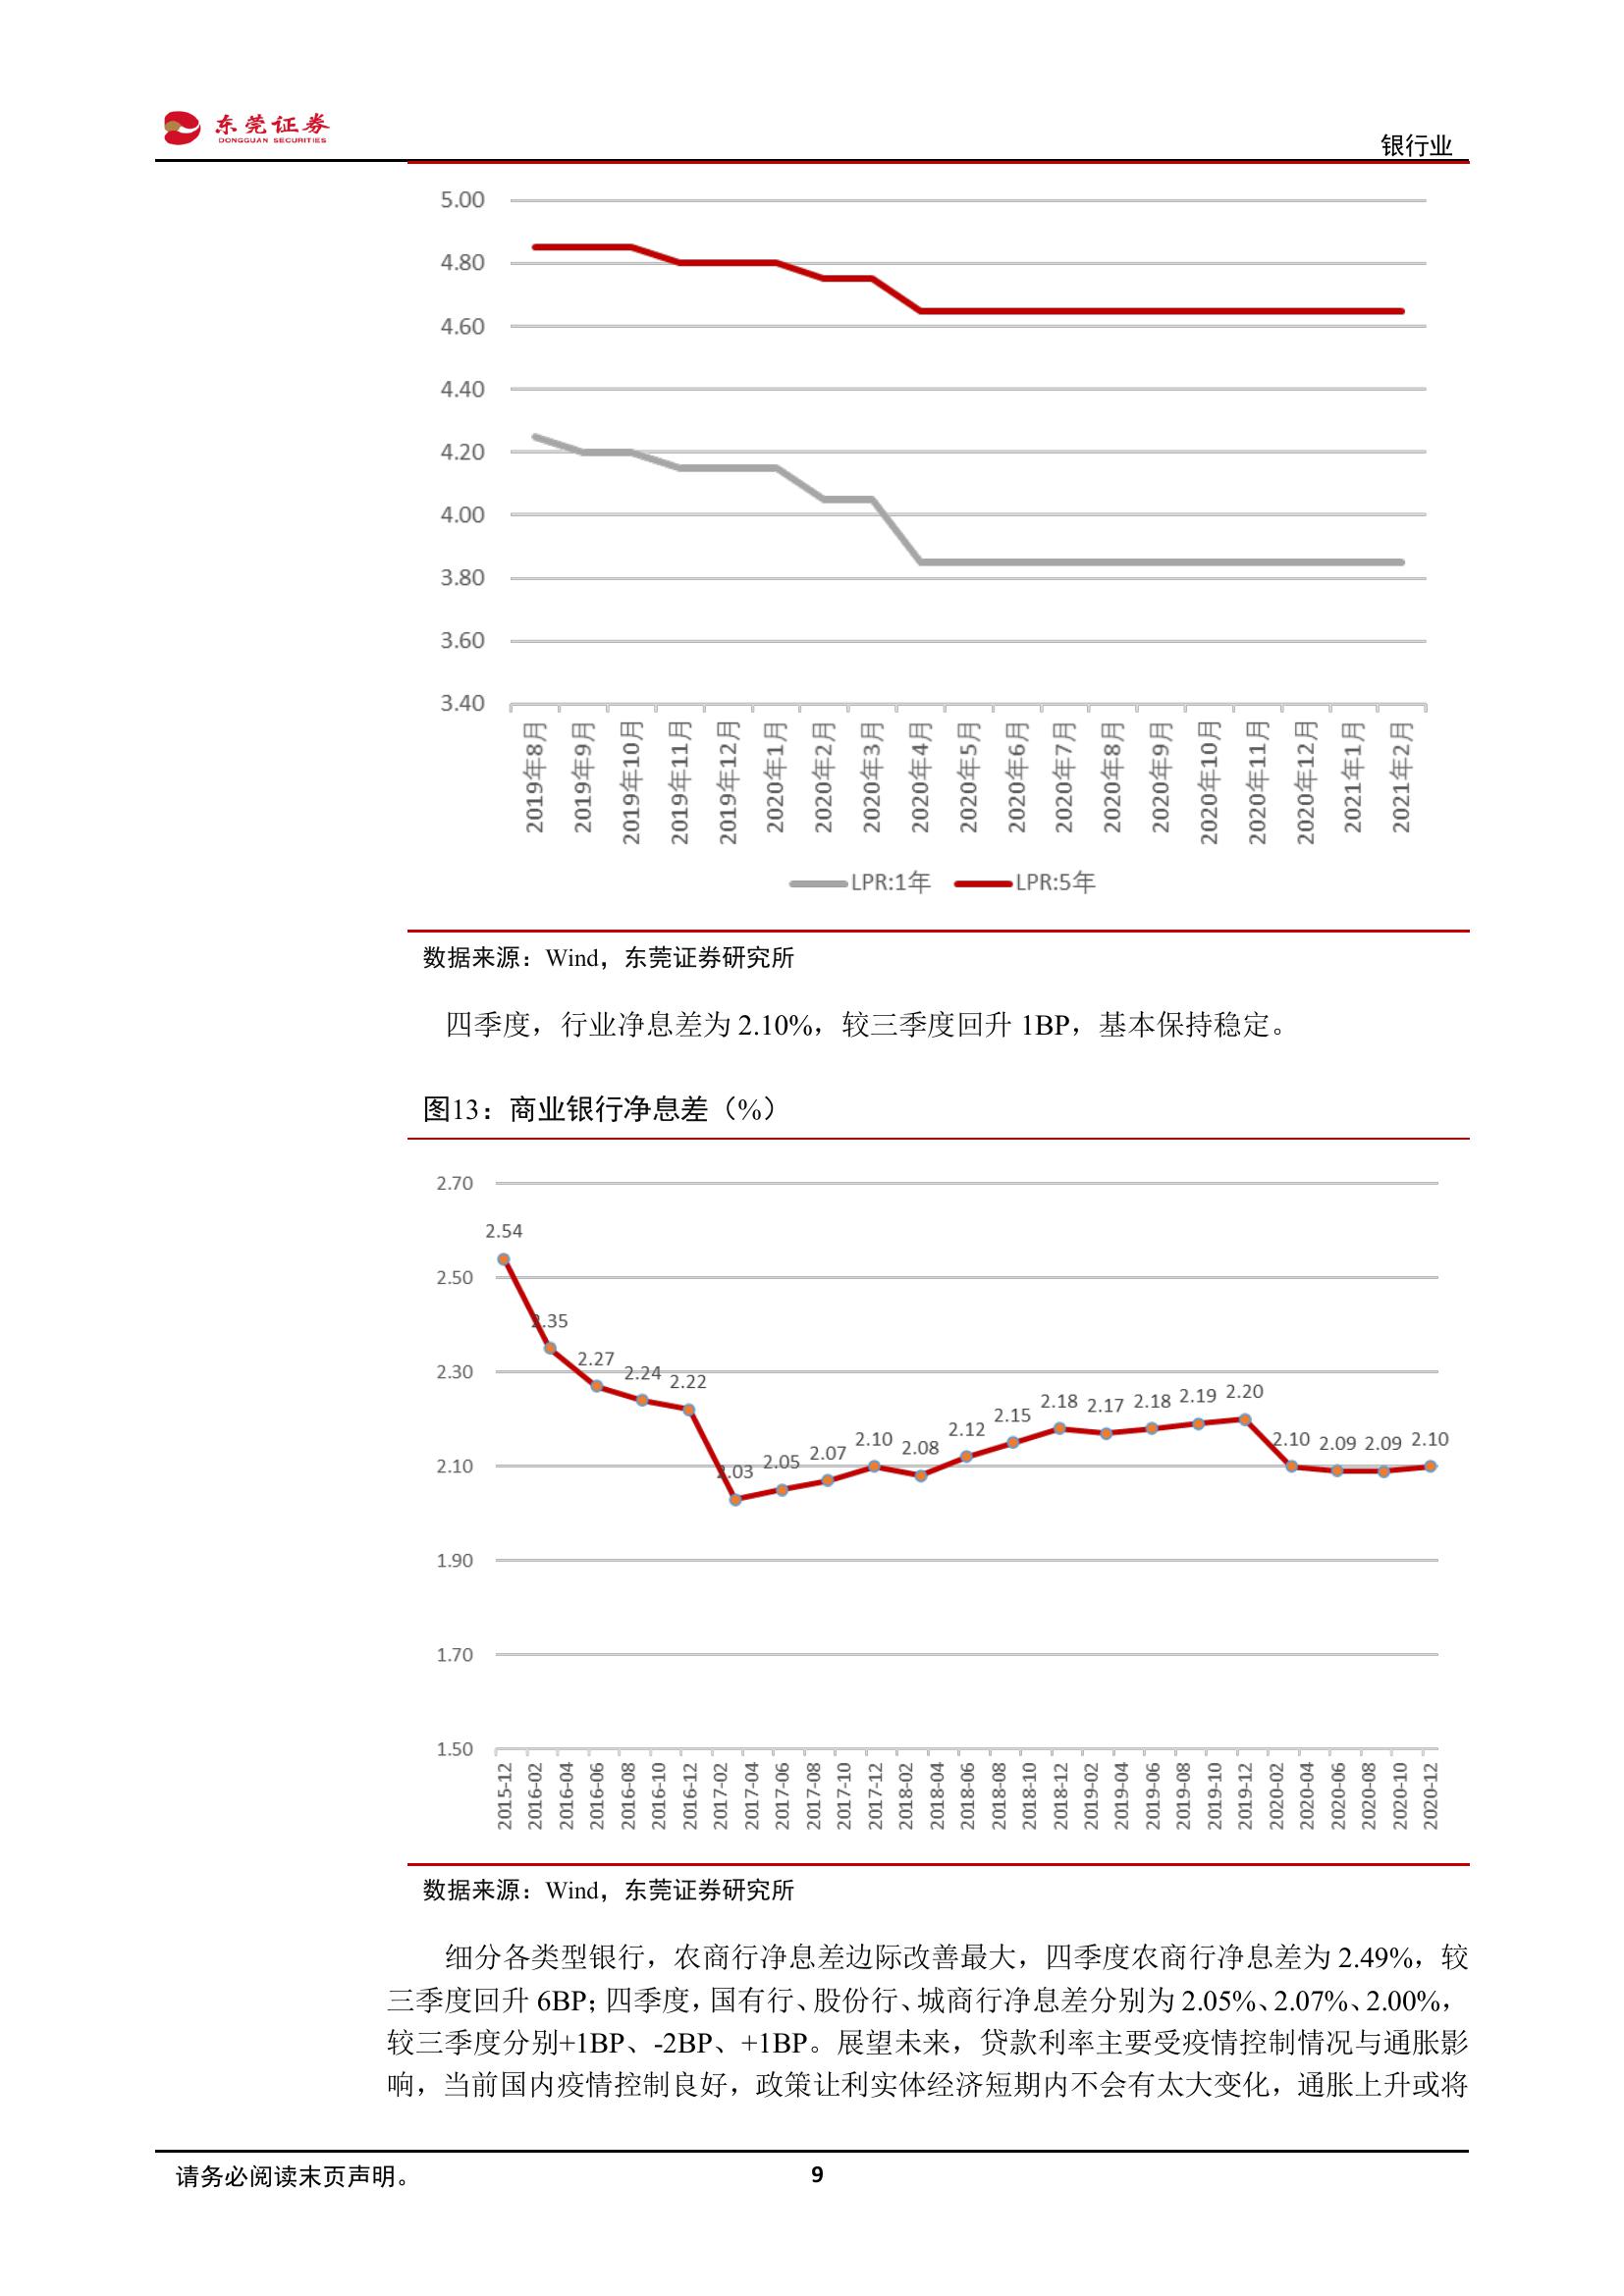 东莞证券
DONGGUAN SECURITIES
银行业
5.00
4.80
4.60
4.40
4.20
4.00
3.80
3.60
3.40
2019年8月
2019年9月
2019年10月
2019年11月
2019年12月
2020年1月
2020年2月
2020年3月
2020年4月
2020年5月
2020年6月
2020年7月
2020年8月
2020年9月
2020年10月
2020年11月
2020年12月
2021年1月
2021年2月
LPR:1年 LPR:5年
数据来源：Wind，东莞证券研究所
四季度，行业净息差为 2.10%，较三季度回升 1BP，基本保持稳定。
图13：商业银行净息差（%）
2.70
2.50
2.30
2.10
1.90
1.70
1.50
2.54
2.35
2.27
2.24
2.22
2.03
2.05
2.07
2.10
2.08
2.12
2.15
2.18
2.17
2.18
2.19
2.20
2.10
2.09
2.09
2.10
2015-12
2016-02
2016-04
2016-06
2016-08
2016-10
2016-12
2017-02
2017-04
2017-06
2017-08
2017-10
2017-12
2018-02
2018-04
2018-06
2018-08
2018-10
2018-12
2019-02
2019-04
2019-06
2019-08
2019-10
2019-12
2020-02
2020-04
2020-06
2020-08
2020-10
2020-12
数据来源：Wind，东莞证券研究所
细分各类型银行，农商行净息差边际改善最大，四季度农商行净息差为 2.49%，较
三季度回升 6BP；四季度，国有行、股份行、城商行净息差分别为 2.05%、2.07%、2.00%，
较三季度分别+1BP、-2BP、+1BP。展望未来，贷款利率主要受疫情控制情况与通胀影
响，当前国内疫情控制良好，政策让利实体经济短期内不会有太大变化，通胀上升或将
请务必阅读末页声明。
9